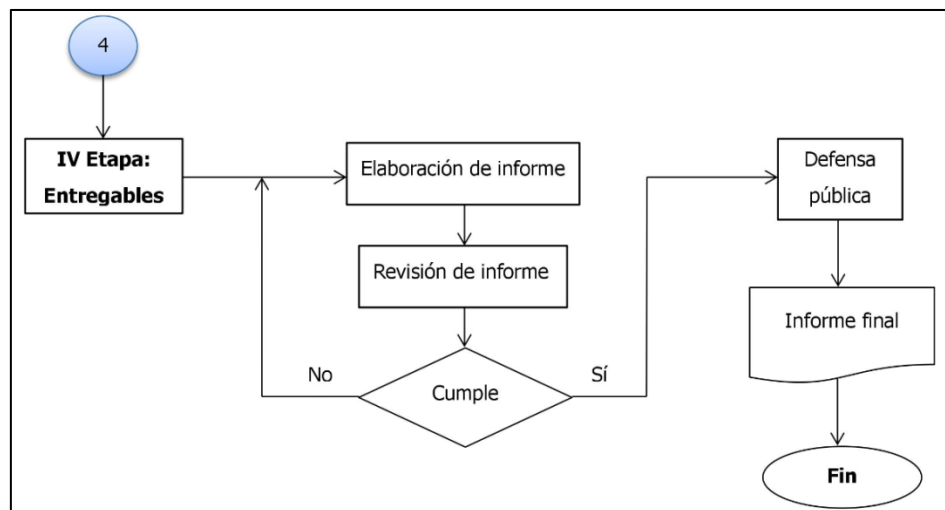 4
IV Etapa:
Entregables
Elaboración de informe
Revisión de informe
Cumple
No
Sí
Defensa
pública
Informe final
Fin